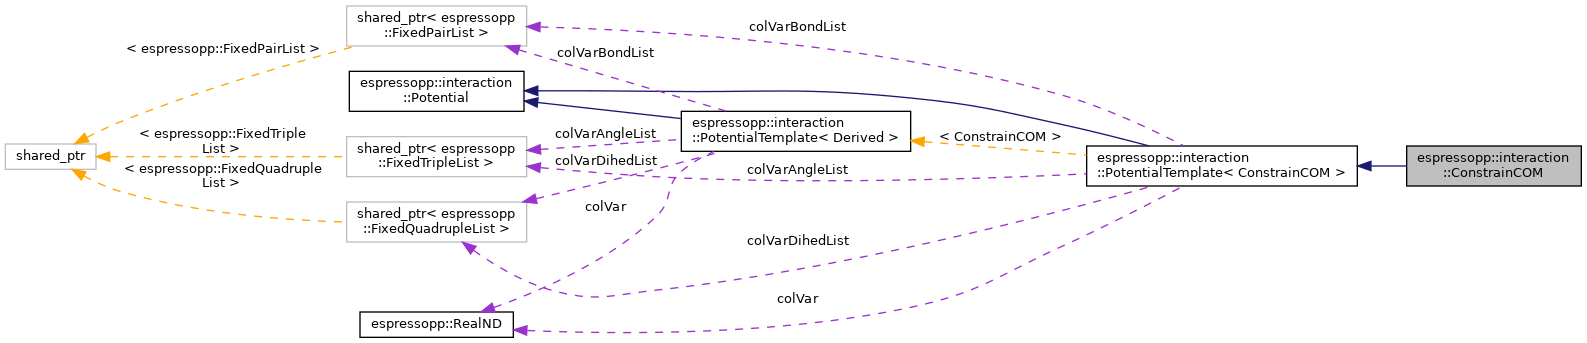 shared_ptr< espressopp
::FixedPairList >
colVarBondList
< espressopp::FixedPairList >
colVarBondList
espressopp::interaction
::Potential
espressopp::interaction
::PotentialTemplate< Derived >
< espressopp::FixedTriple
List >
shared_ptr< espressopp
::FixedTripleList >
colVarAngleList
< ConstrainCOM >
shared_ptr
colVarDihedList
colVarAngleList
espressopp::interaction
::PotentialTemplate< ConstrainCOM >
espressopp::interaction
::ConstrainCOM
< espressopp::FixedQuadruple
List >
shared_ptr< espressopp
::FixedQuadrupleList >
colVar
colVarDihedList
colVar
espressopp::RealND